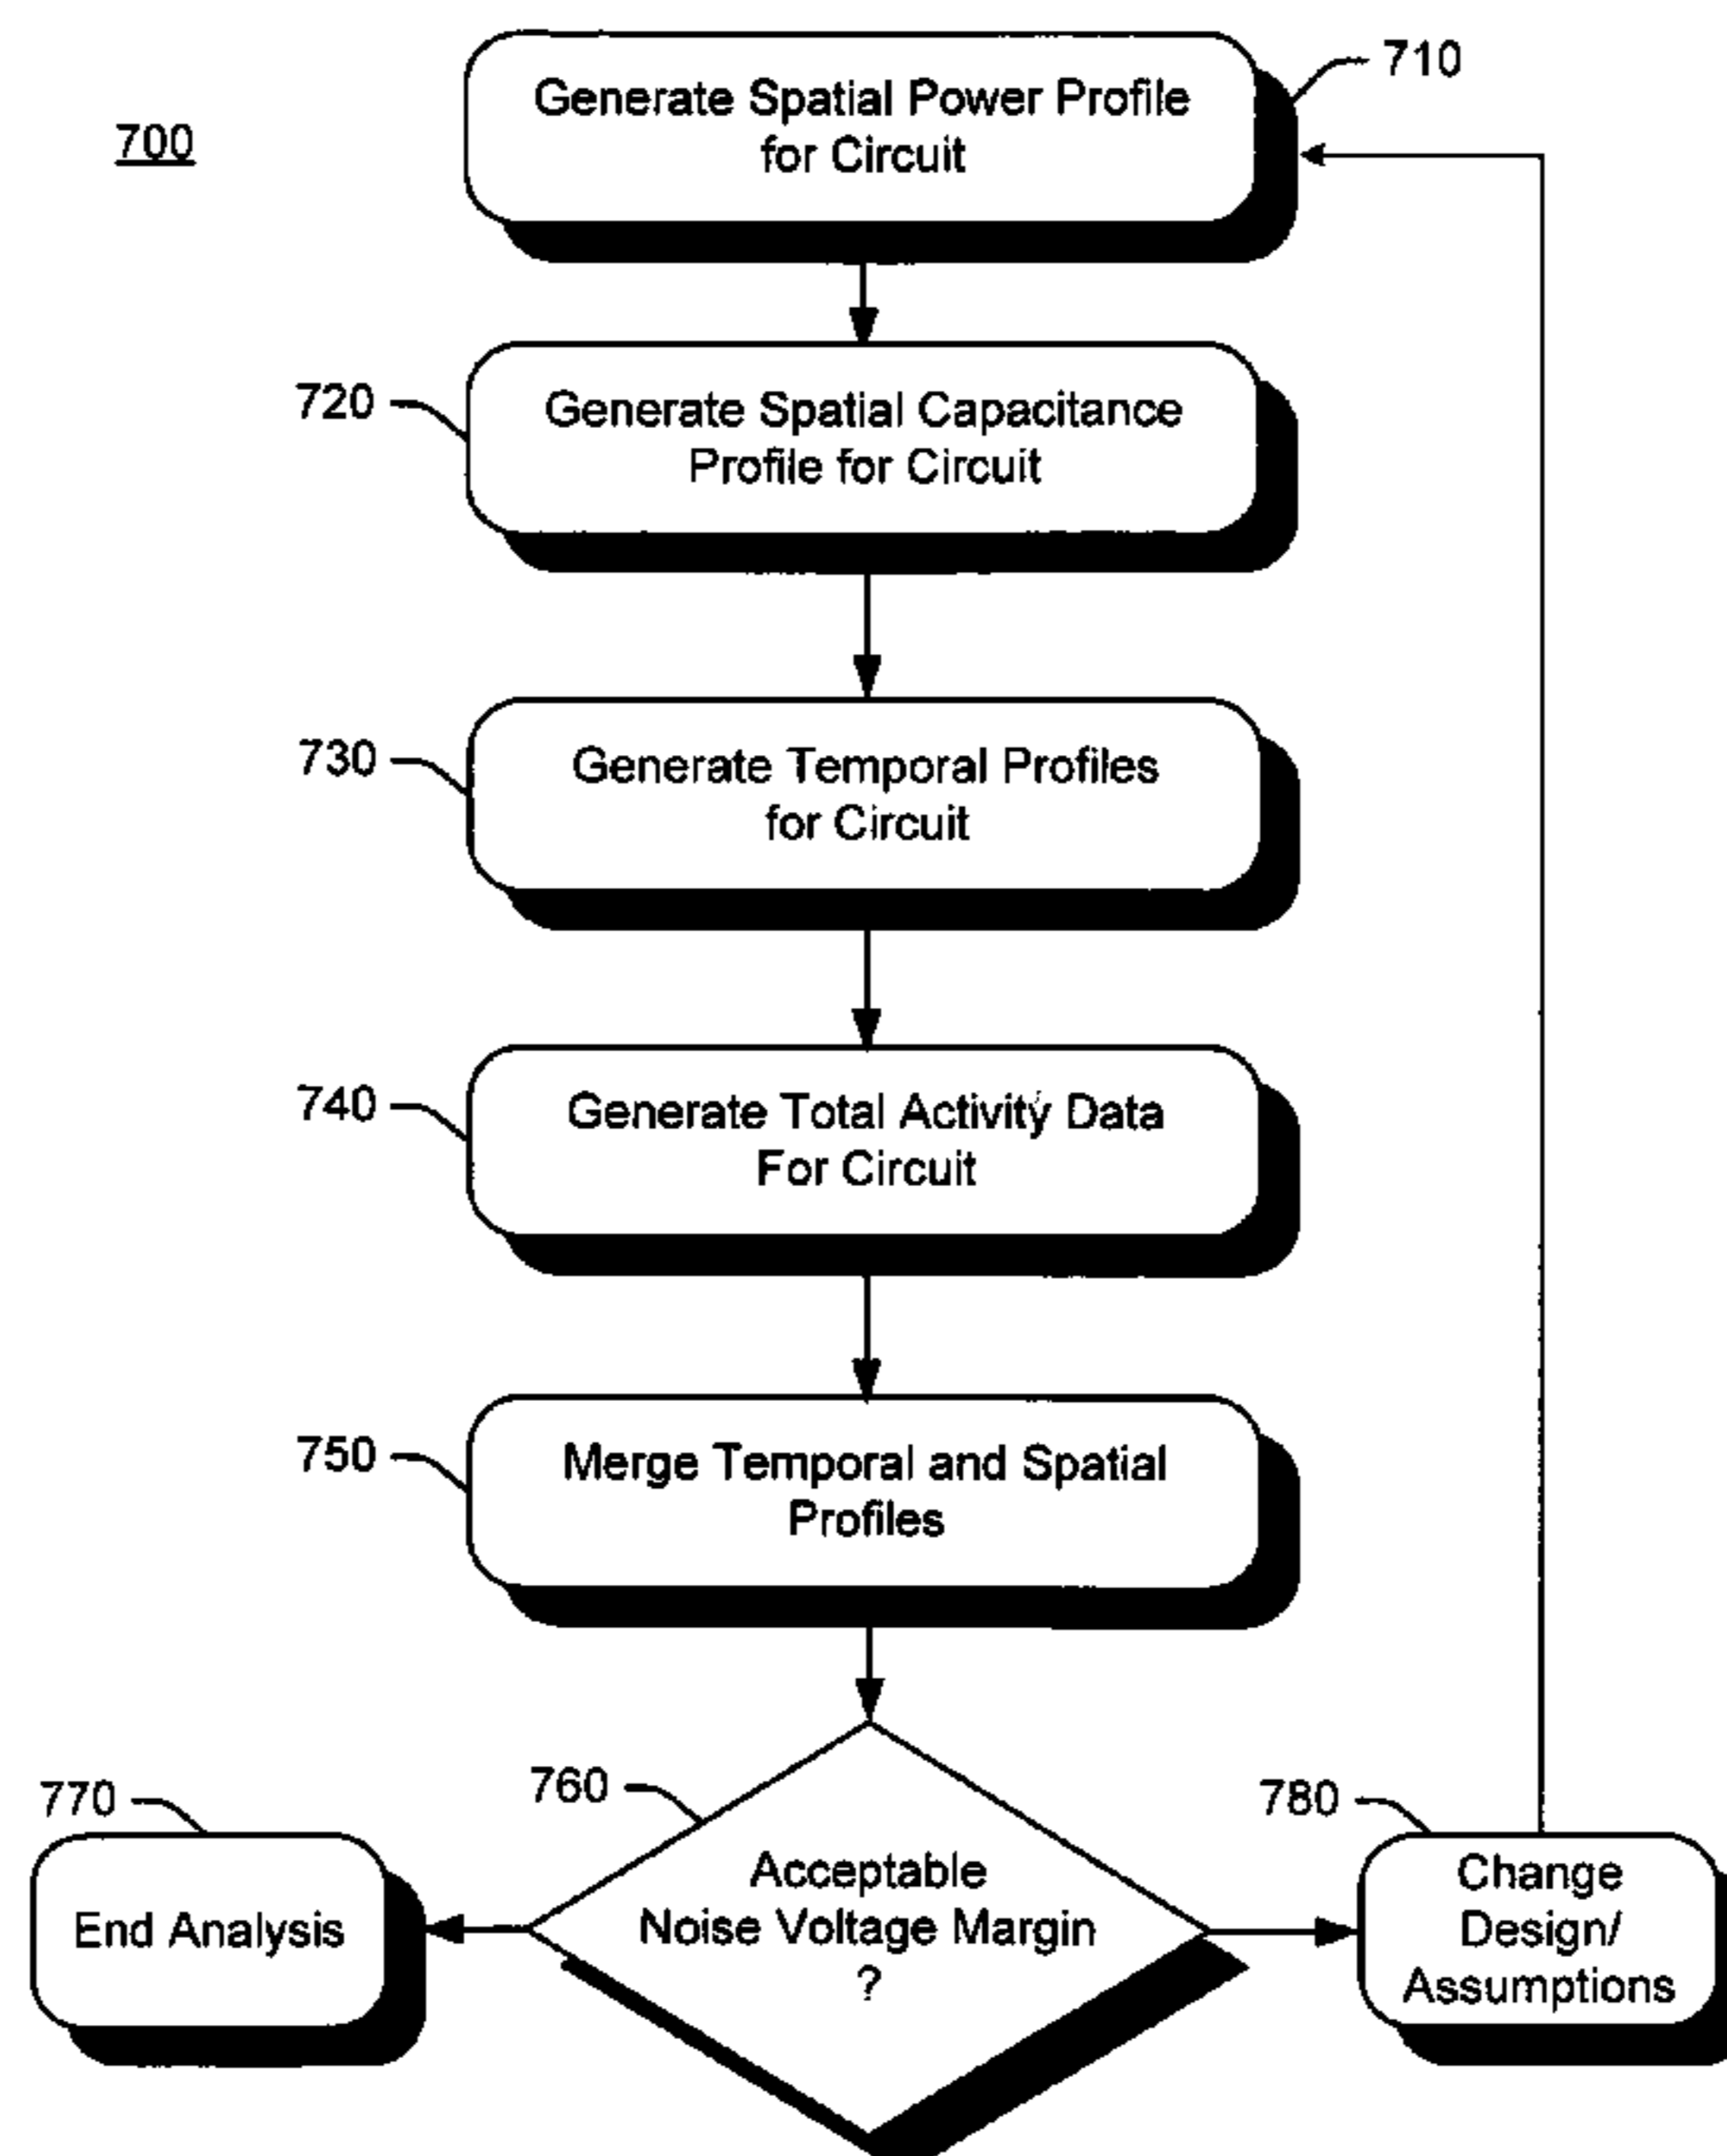 700
710
Generate Spatial Power Profile
for Circuit
720
Generate Spatial Capacitance
Profile for Circuit
730
Generate Temporal Profiles
for Circuit
740
Generate Total Activity Data
For Circuit
750
Merge Temporal and Spatial
Profiles
760
Acceptable
Noise Voltage Margin
?
770
End Analysis
780
Change
Design/
Assumptions